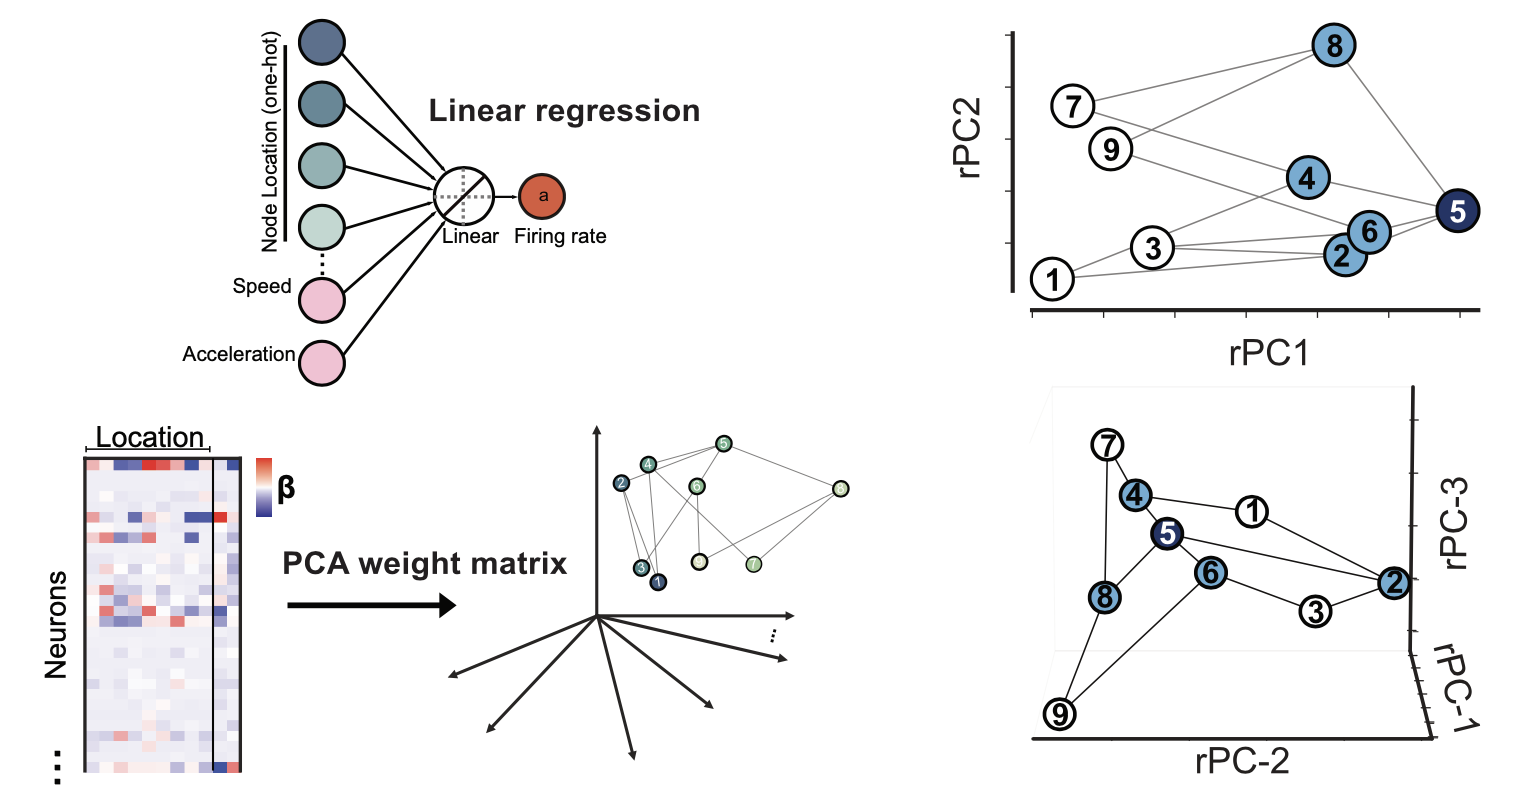 Node Location (one-hot)
Linear regression
a
Linear
Firing rate
Speed
Acceleration
Location
β
Neurons
...
PCA weight matrix
5
4
2
6
8
3
1
7
...
rPC2
8
7
9
4
5
6
2
3
1
rPC1
7
4
1
5
6
2
8
3
9
rPC-3
rPC-1
rPC-2